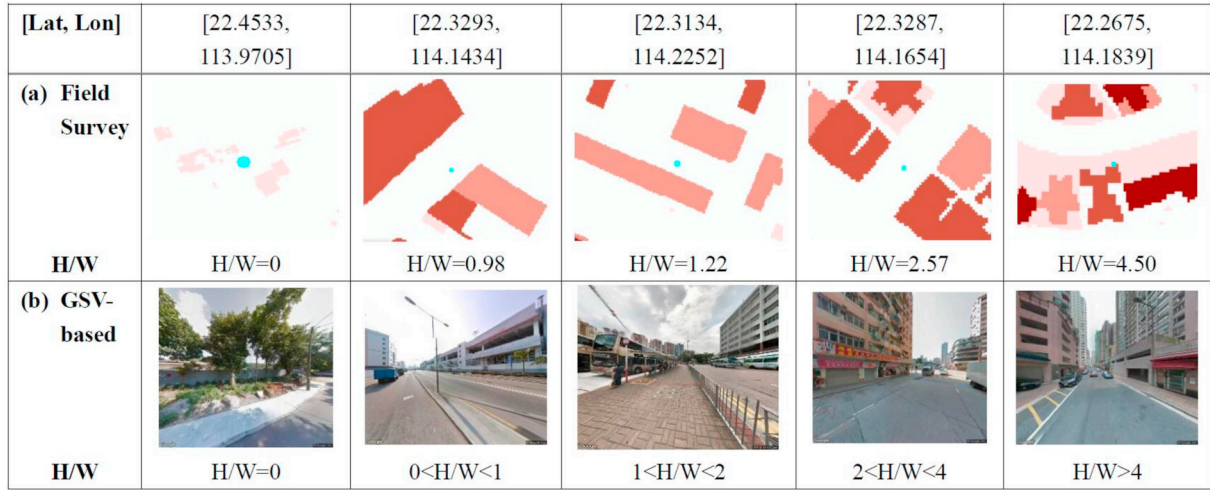 [Lat, Lon]
[22.4533, 113.9705]
[22.3293, 114.1434]
[22.3134, 114.2252]
[22.3287, 114.1654]
[22.2675, 114.1839]
(a) Field Survey
H/W
H/W=0
H/W=0.98
H/W=1.22
H/W=2.57
H/W=4.50
(b) GSV-based
H/W
H/W=0
0<H/W<1
1<H/W<2
2<H/W<4
H/W>4